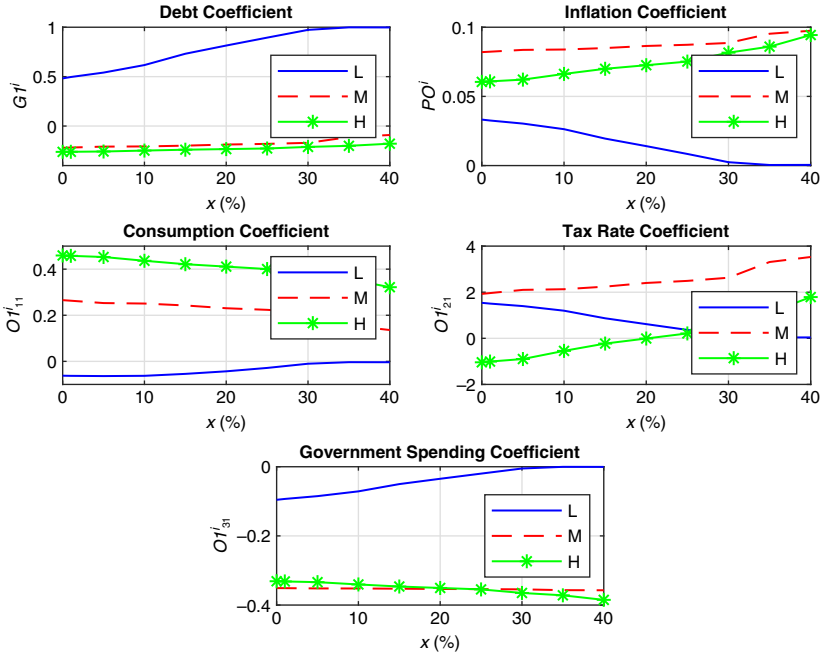 Debt Coefficient
1
0.5
0
G1^i
L
M
H
0 10 20 30 40
x (%)
Inflation Coefficient
0.1
0.05
0
PO^i
L
M
H
0 10 20 30 40
x (%)
Consumption Coefficient
0.4
0.2
0
O1^i_11
L
M
H
0 10 20 30 40
x (%)
Tax Rate Coefficient
4
2
0
−2
O1^i_21
L
M
H
0 10 20 30 40
x (%)
Government Spending Coefficient
0
−0.2
−0.4
O1^i_31
L
M
H
0 10 20 30 40
x (%)